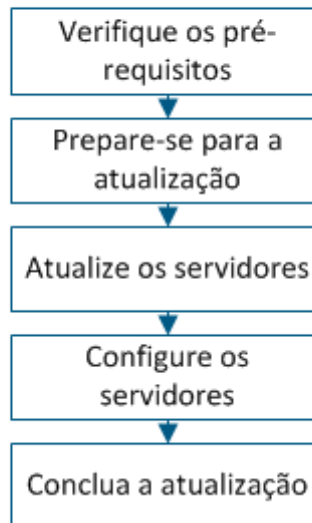 Verifique os pré-
requisitos
Prepare-se para a
atualização
Atualize os servidores
Configure os
servidores
Conclua a atualização